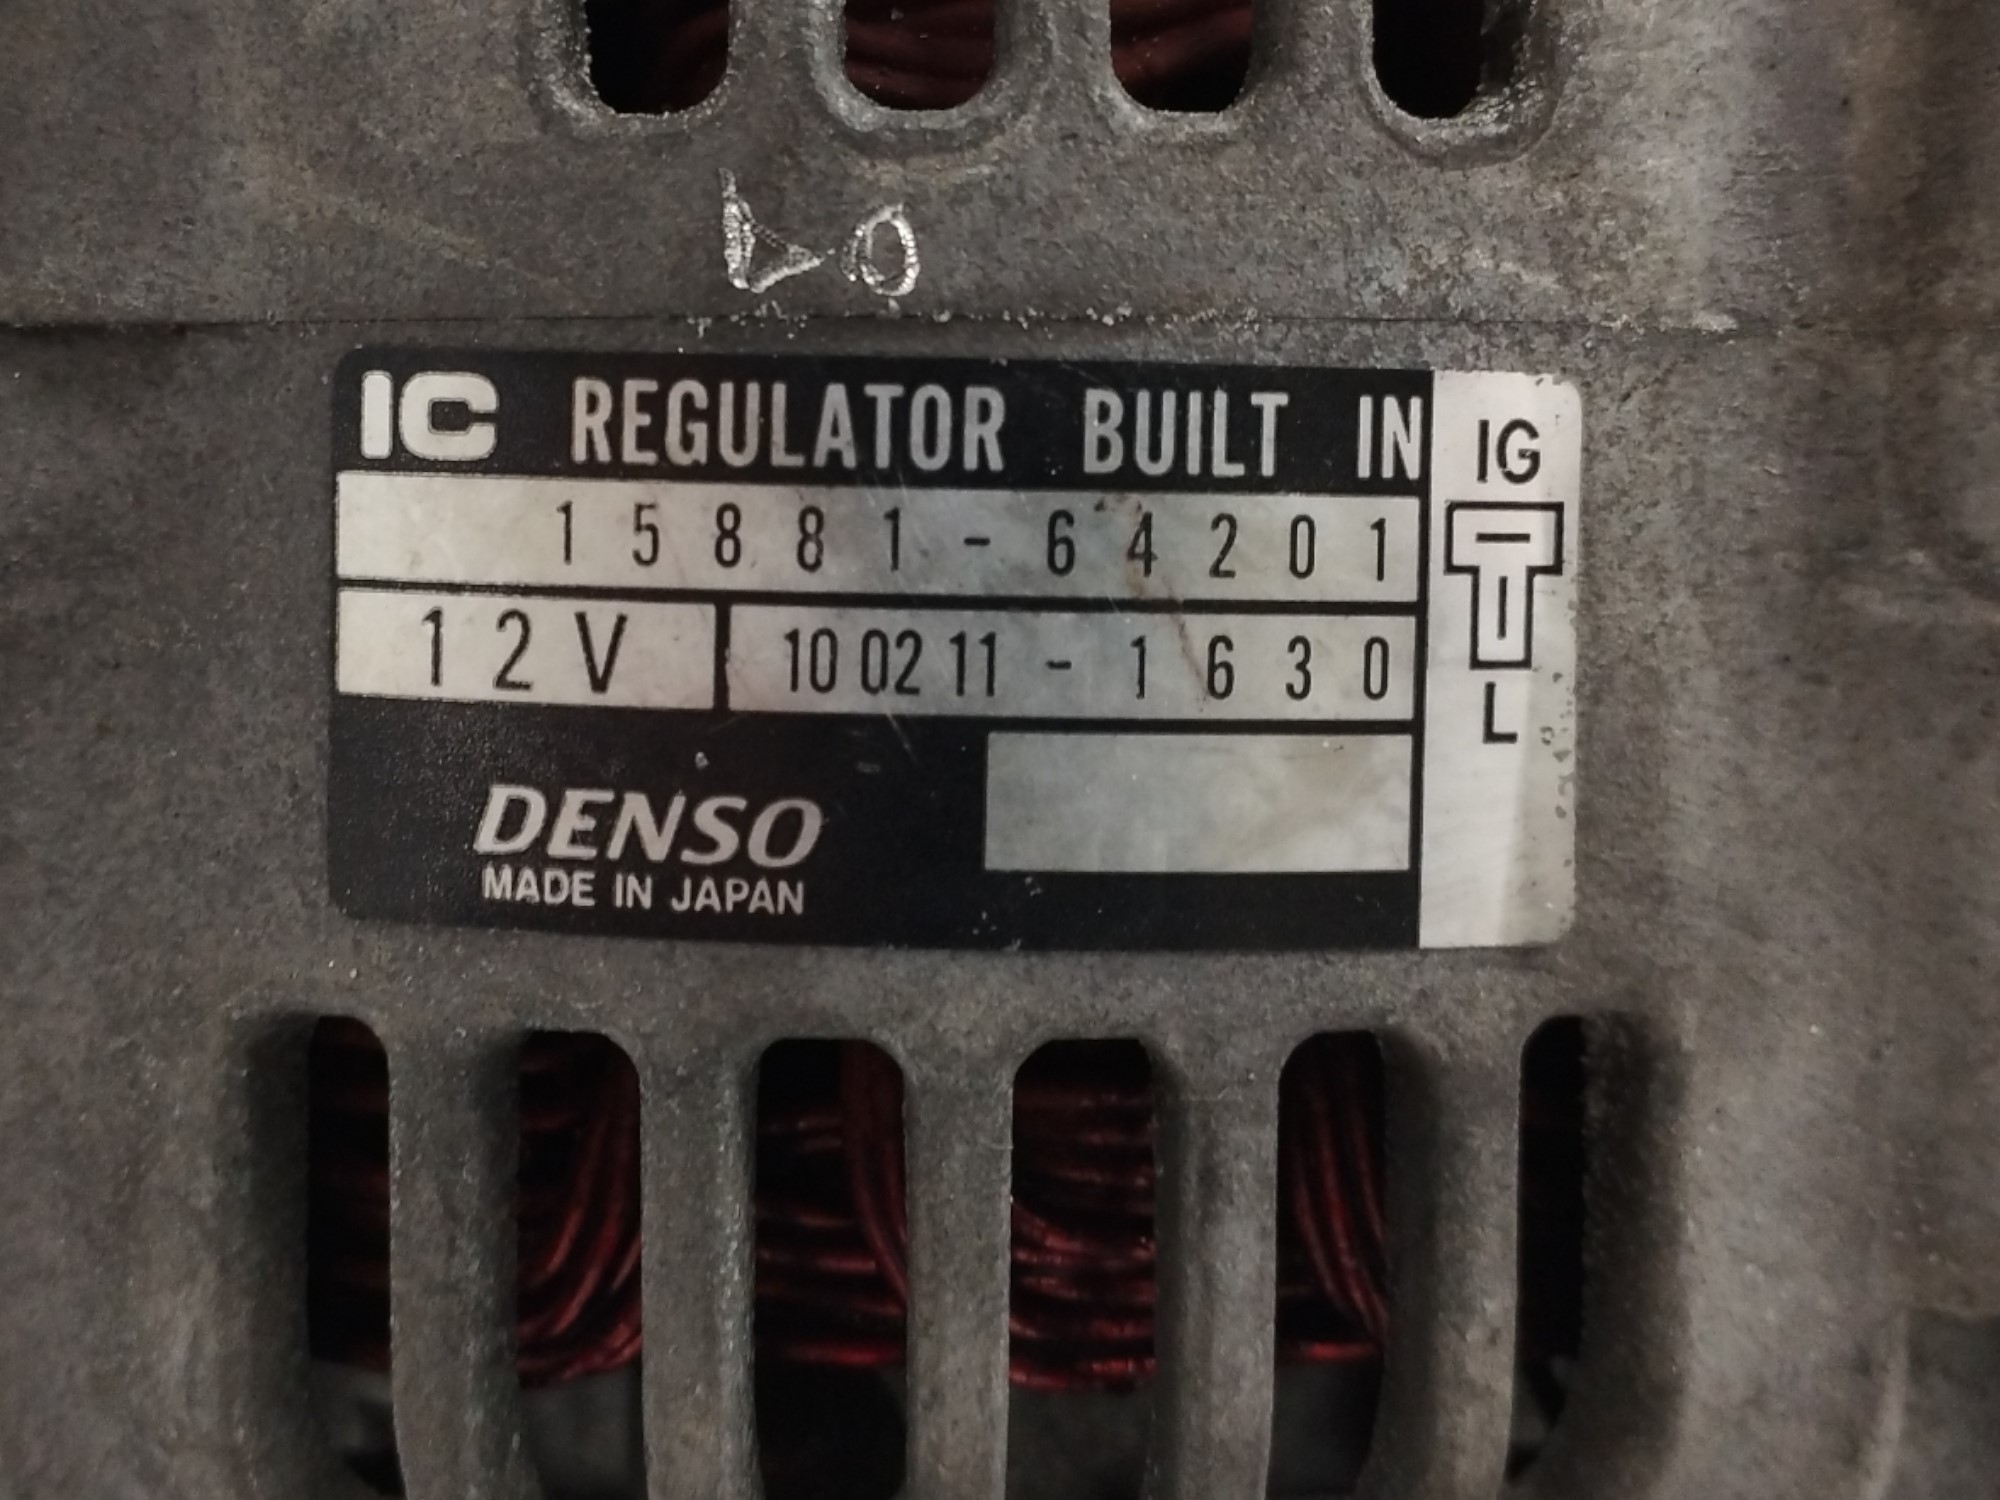 IC REGULATOR BUILT IN
IG
15881-64201
12V
100211-1630
L
DENSO
MADE IN JAPAN